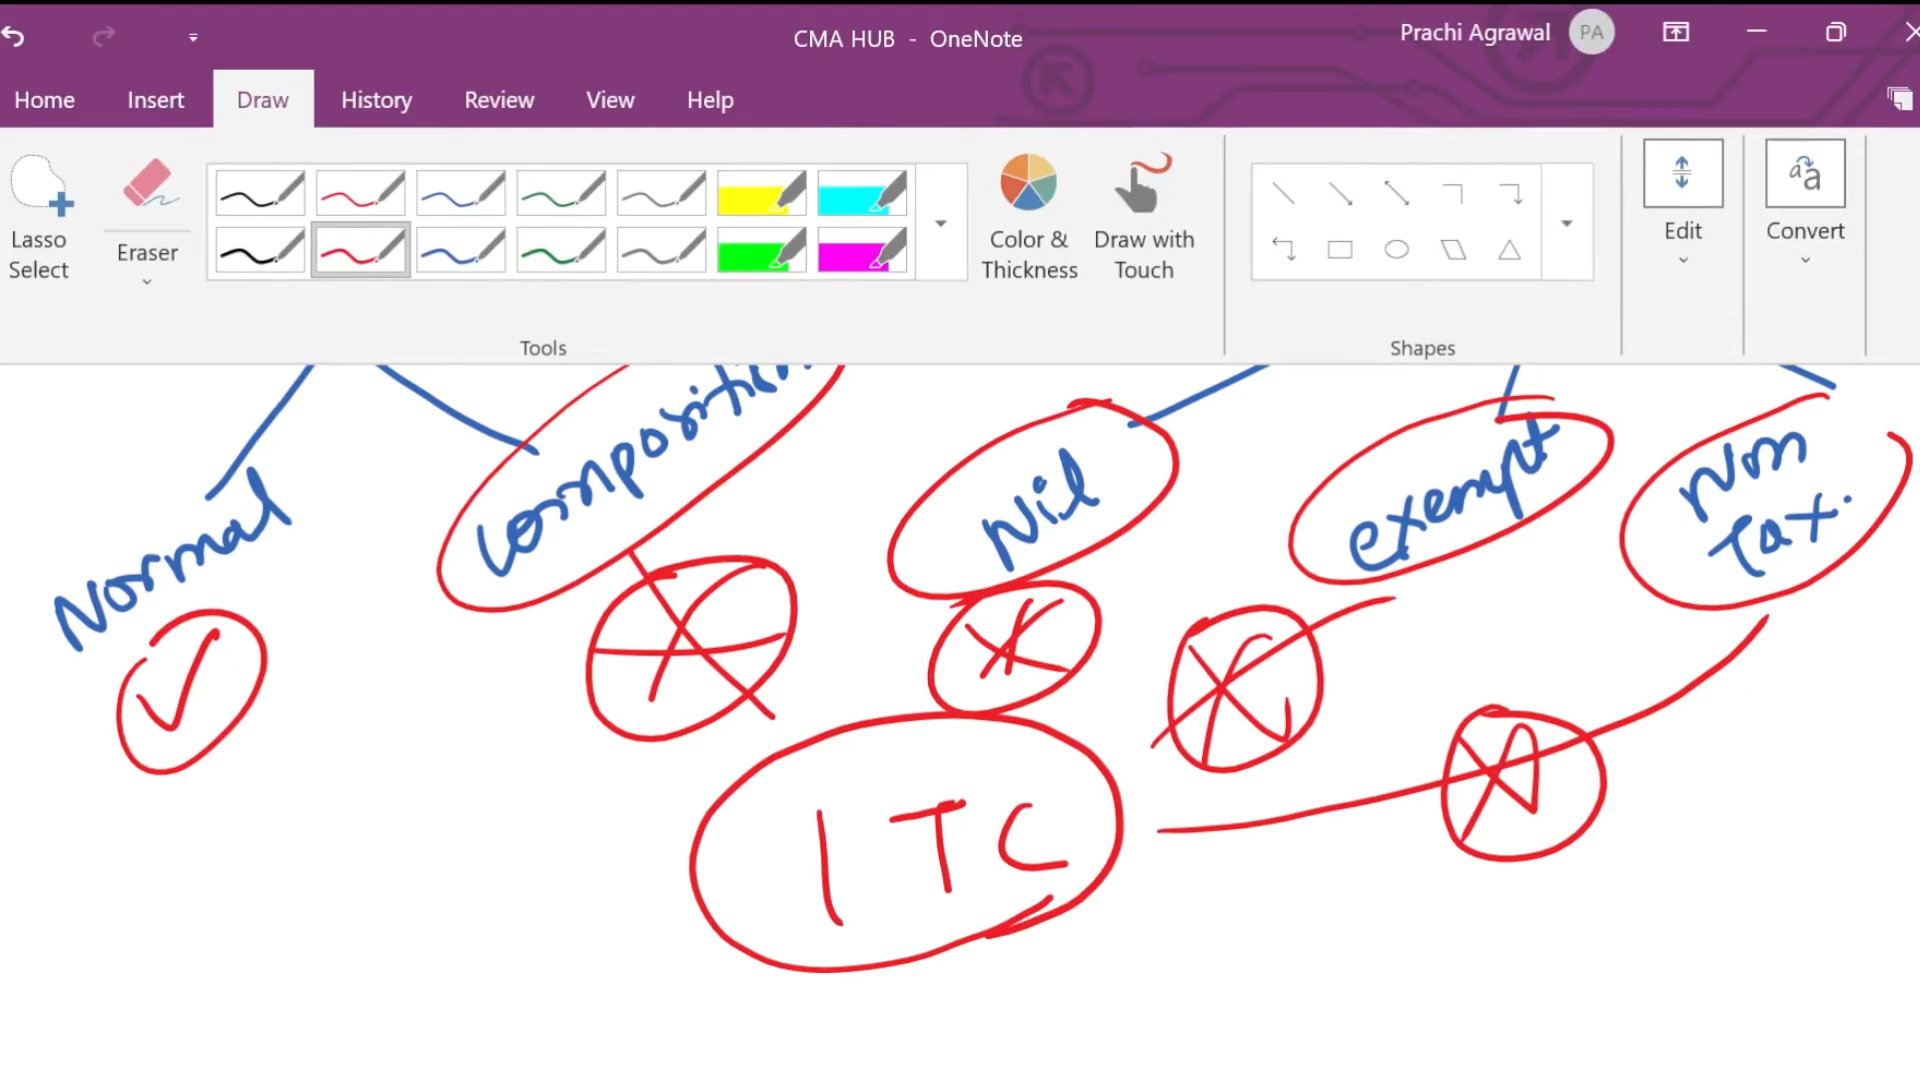 CMA HUB - OneNote
Prachi Agrawal
PA
Home
Insert
Draw
History
Review
View
Help
Lasso
Select
Eraser
Color &
Thickness
Draw with
Touch
Edit
Convert
Tools
Shapes
Normal
Composition
Nil
exempt
Non
Tax.
ITC